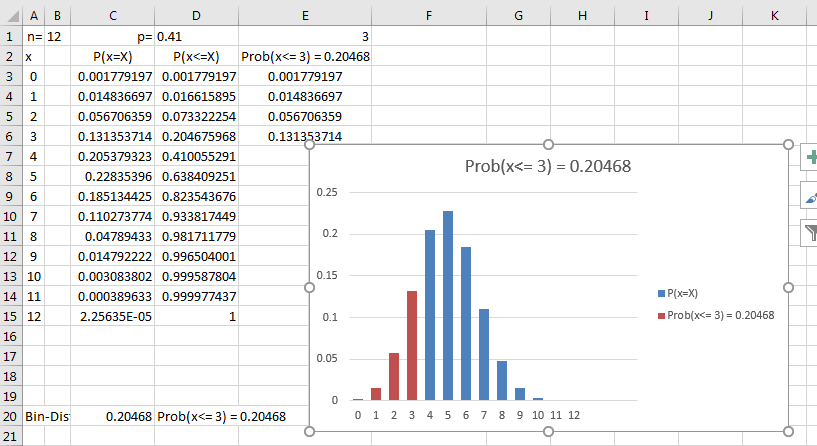 A B C D E F G H I J K
1 n= 12 p= 0.41 3
2 x P(x=X) P(x<=X) Prob(x<= 3) = 0.20468
3 0 0.001779197 0.001779197 0.001779197
4 1 0.014836697 0.016615895 0.014836697
5 2 0.056706359 0.073322254 0.056706359
6 3 0.131353714 0.204675968 0.131353714
7 4 0.205379323 0.410055291
8 5 0.22835396 0.638409251
9 6 0.185134425 0.823543676
10 7 0.110273774 0.933817449
11 8 0.04789433 0.981711779
12 9 0.014792222 0.996504001
13 10 0.003083802 0.999587804
14 11 0.000389633 0.999977437
15 12 2.25635E-05 1
16
17
18
19
20 Bin-Dis 0.20468 Prob(x<= 3) = 0.20468
21
Prob(x<= 3) = 0.20468
0.25
0.2
0.15
0.1
0.05
0
0 1 2 3 4 5 6 7 8 9 10 11 12
P(x=X)
Prob(x<= 3) = 0.20468